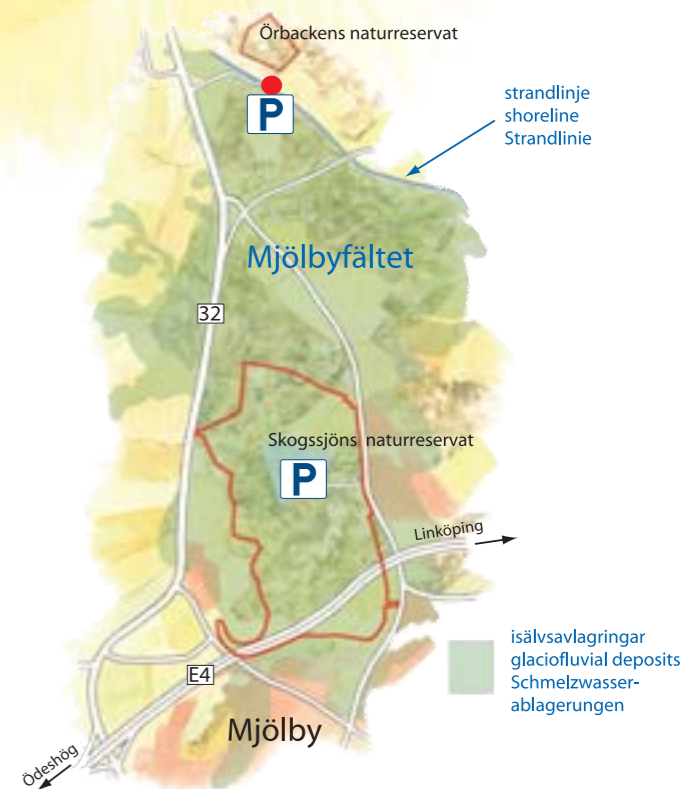 Örbackens naturreservat
P
strandlinje
shoreline
Strandlinie
Mjölbyfältet
32
Skogssjöns naturreservat
P
Linköping
isälvsavlagringar
glaciofluvial deposits
Schmelzwasser-
ablagerungen
E4
Mjölby
Ödeshög